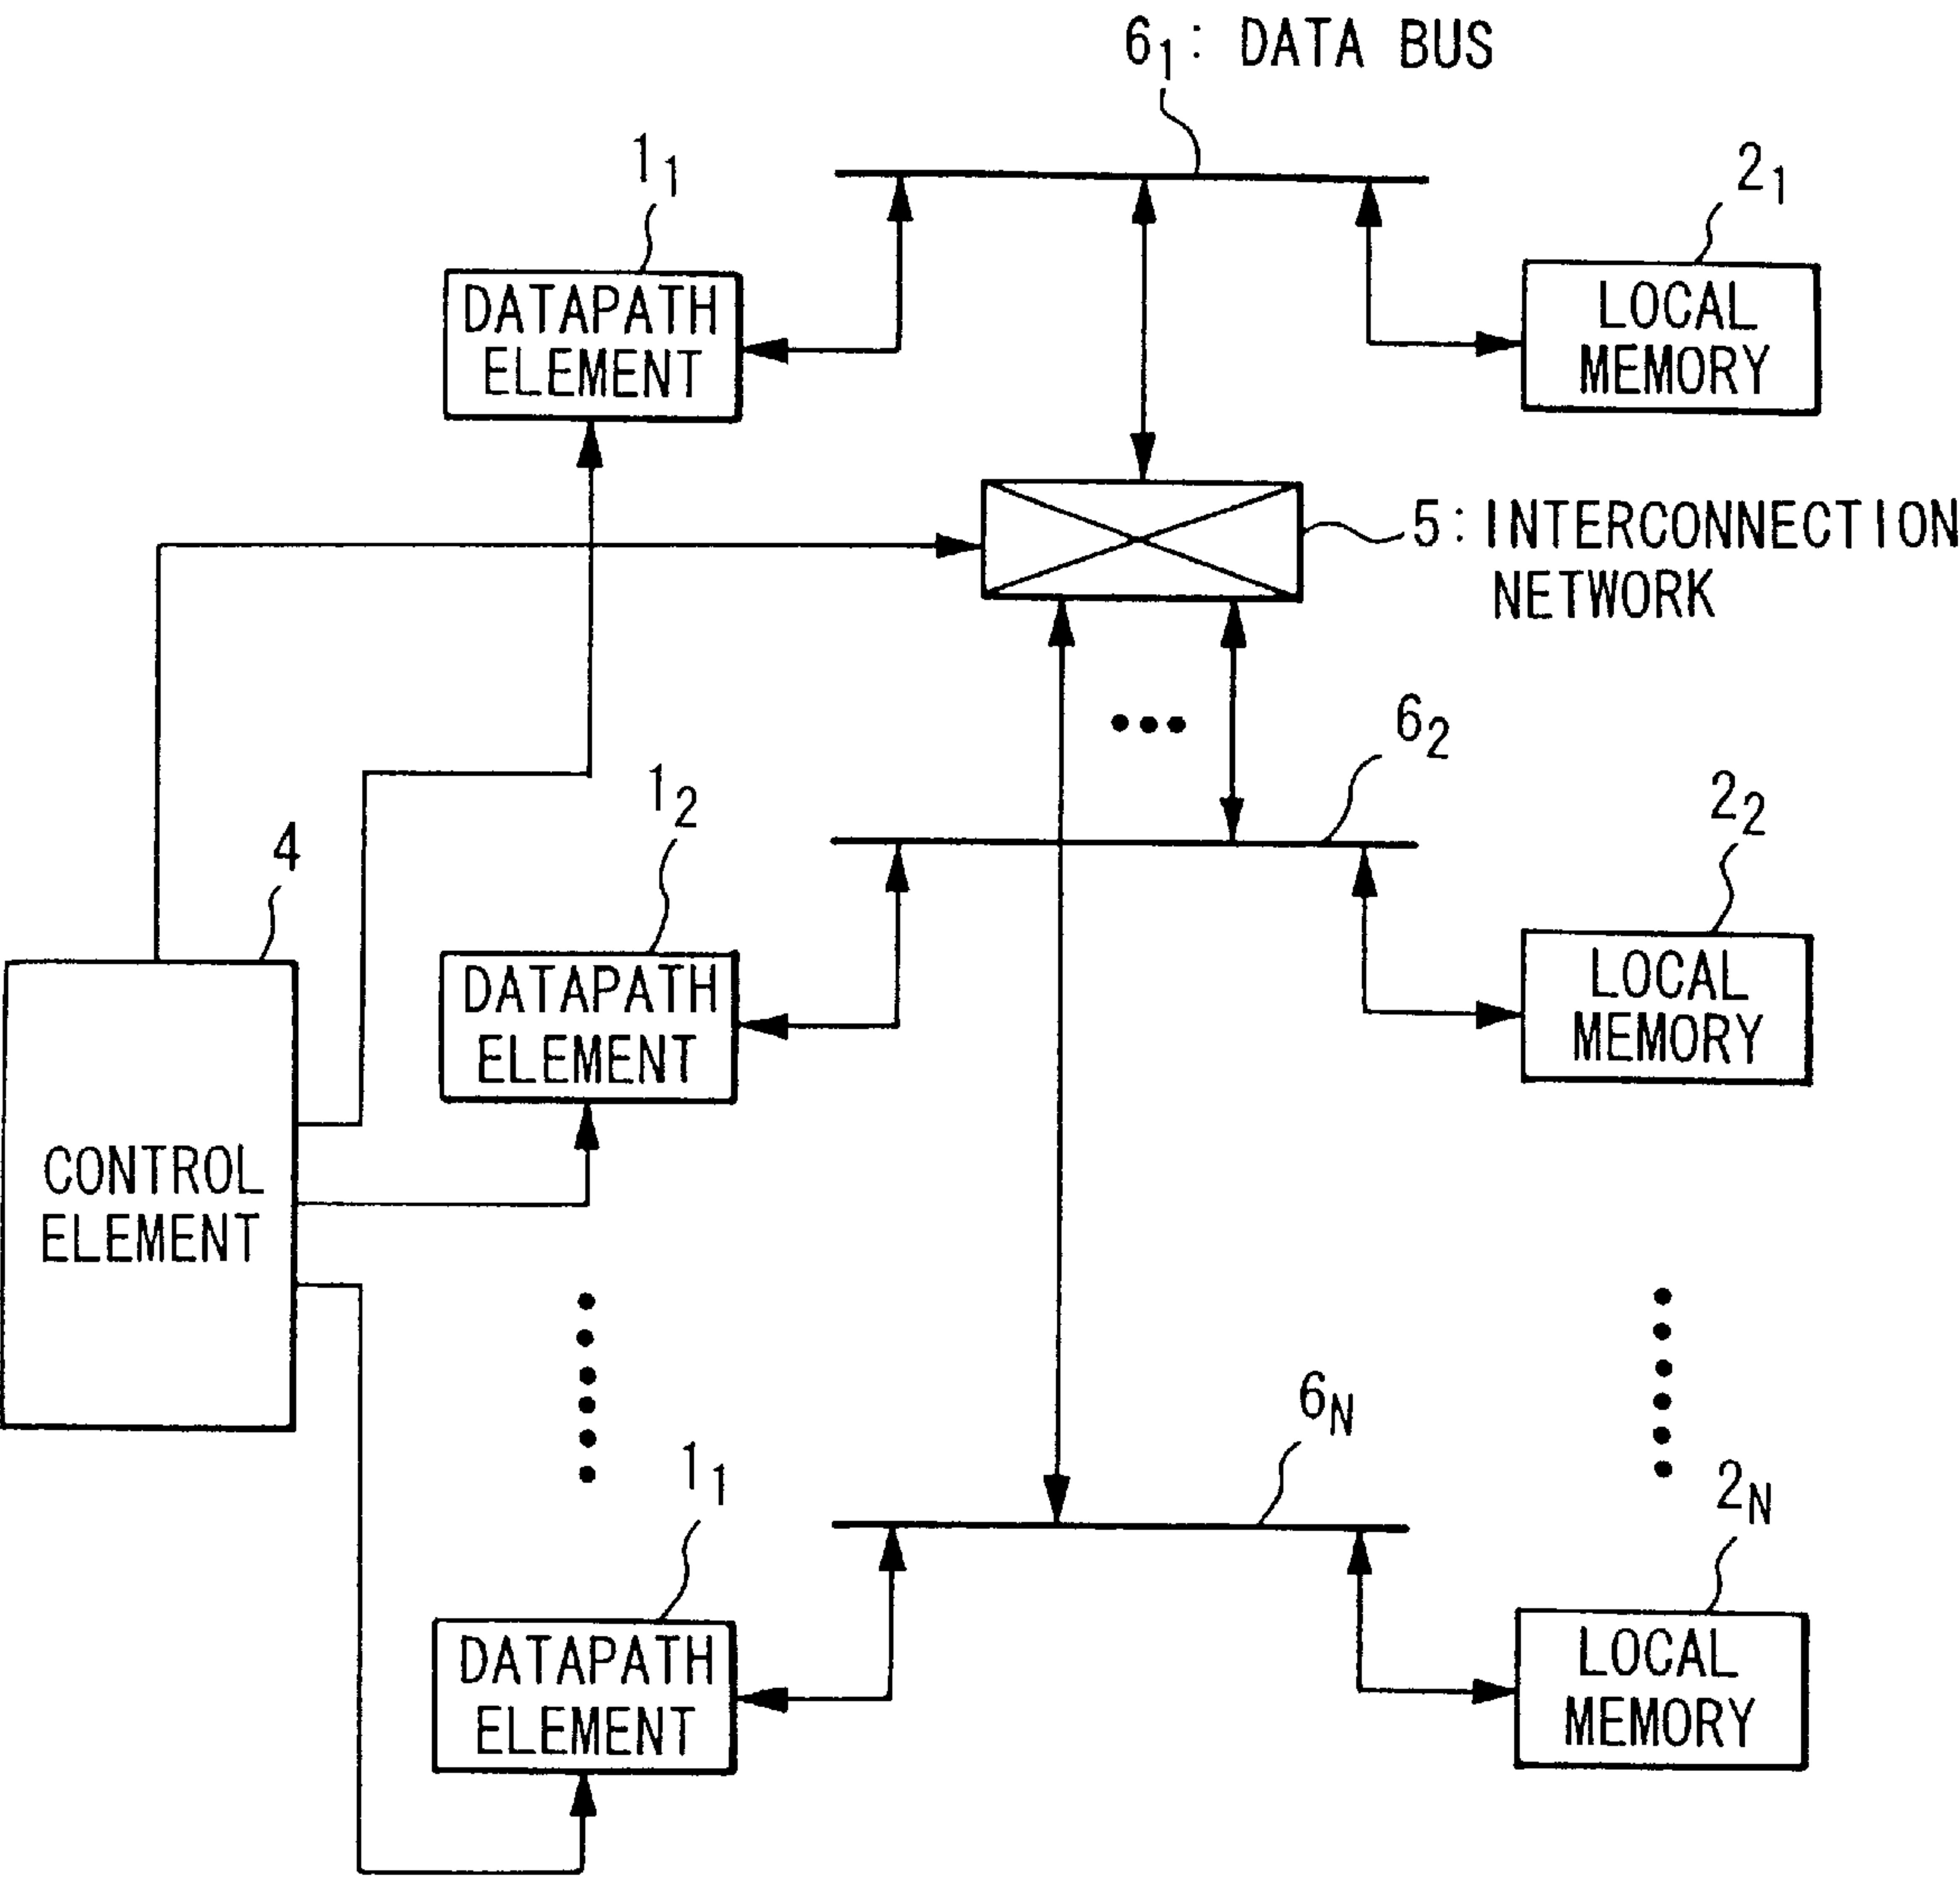 6₁: DATA BUS
1₁
2₁
DATAPATH
ELEMENT
LOCAL
MEMORY
5: INTERCONNECTION
NETWORK
6₂
1₂
2₂
4
DATAPATH
ELEMENT
LOCAL
MEMORY
CONTROL
ELEMENT
6N
1₁
2N
DATAPATH
ELEMENT
LOCAL
MEMORY